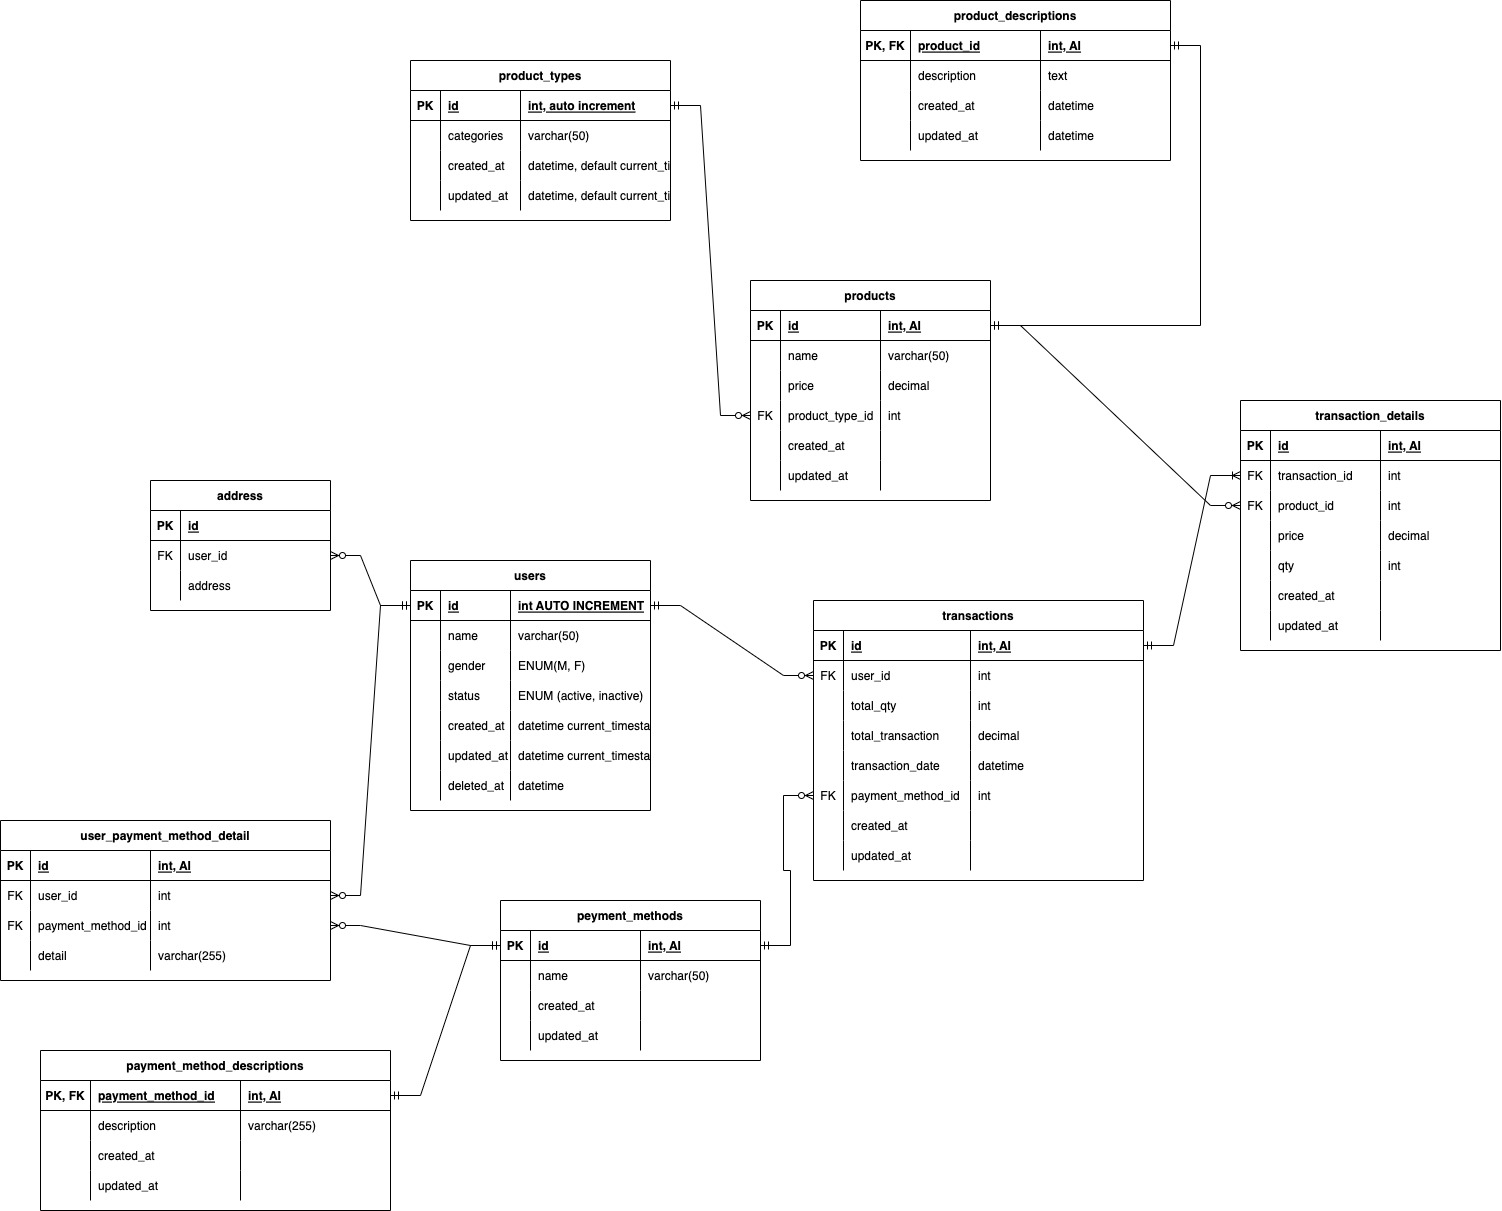 product_descriptions
PK, FK product_id int, AI
description text
created_at datetime
updated_at datetime
product_types
PK id int, auto increment
categories varchar(50)
created_at datetime, default current_ti
updated_at datetime, default current_ti
products
PK id int, AI
name varchar(50)
price decimal
FK product_type_id int
created_at
updated_at
transaction_details
PK id int, AI
FK transaction_id int
FK product_id int
price decimal
qty int
created_at
updated_at
address
PK id
FK user_id
address
users
PK id int AUTO INCREMENT
name varchar(50)
gender ENUM(M, F)
status ENUM (active, inactive)
created_at datetime current_timesta
updated_at datetime current_timesta
deleted_at datetime
transactions
PK id int, AI
FK user_id int
total_qty int
total_transaction decimal
transaction_date datetime
FK payment_method_id int
created_at
updated_at
user_payment_method_detail
PK id int, AI
FK user_id int
FK payment_method_id int
detail varchar(255)
peyment_methods
PK id int, AI
name varchar(50)
created_at
updated_at
payment_method_descriptions
PK, FK payment_method_id int, AI
description varchar(255)
created_at
updated_at